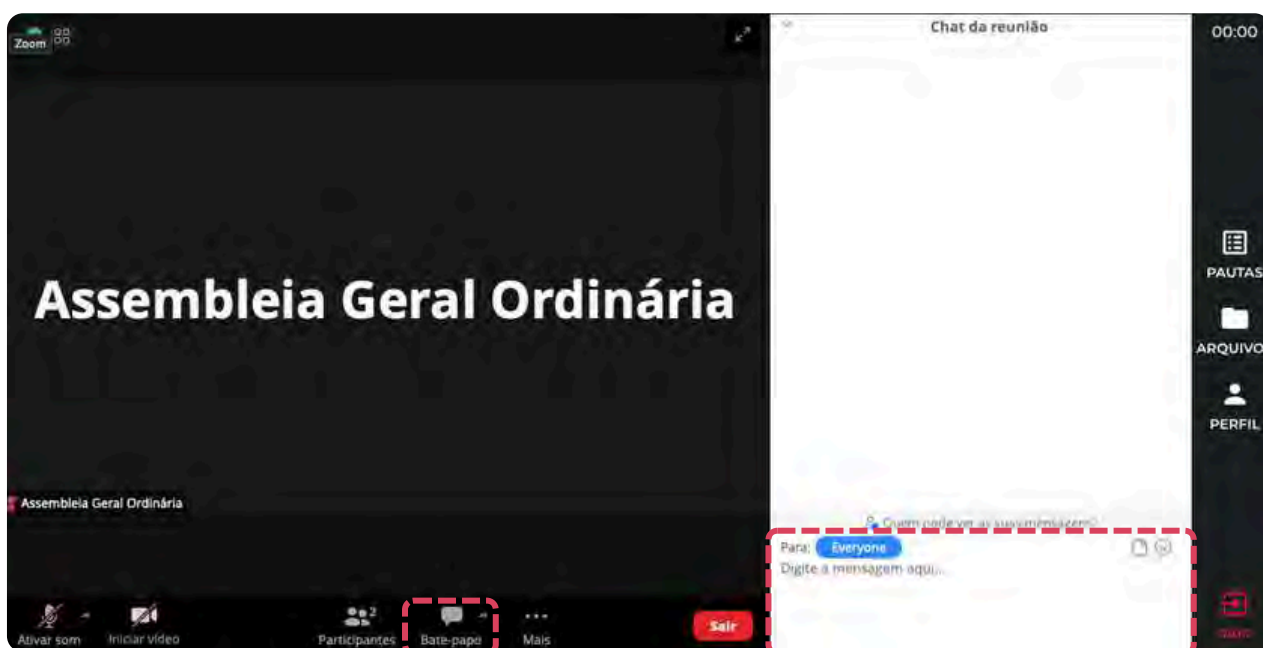 Zoom
Assembleia Geral Ordinária
Assembleia Geral Ordinária
Ativar som
Iniciar vídeo
Participantes
2
Bate-papo
Mais
Sair
Chat da reunião
Quem pode ver as suas mensagens?
Para: Everyone
Digite a mensagem aqui...
00:00
PAUTAS
ARQUIVO
PERFIL